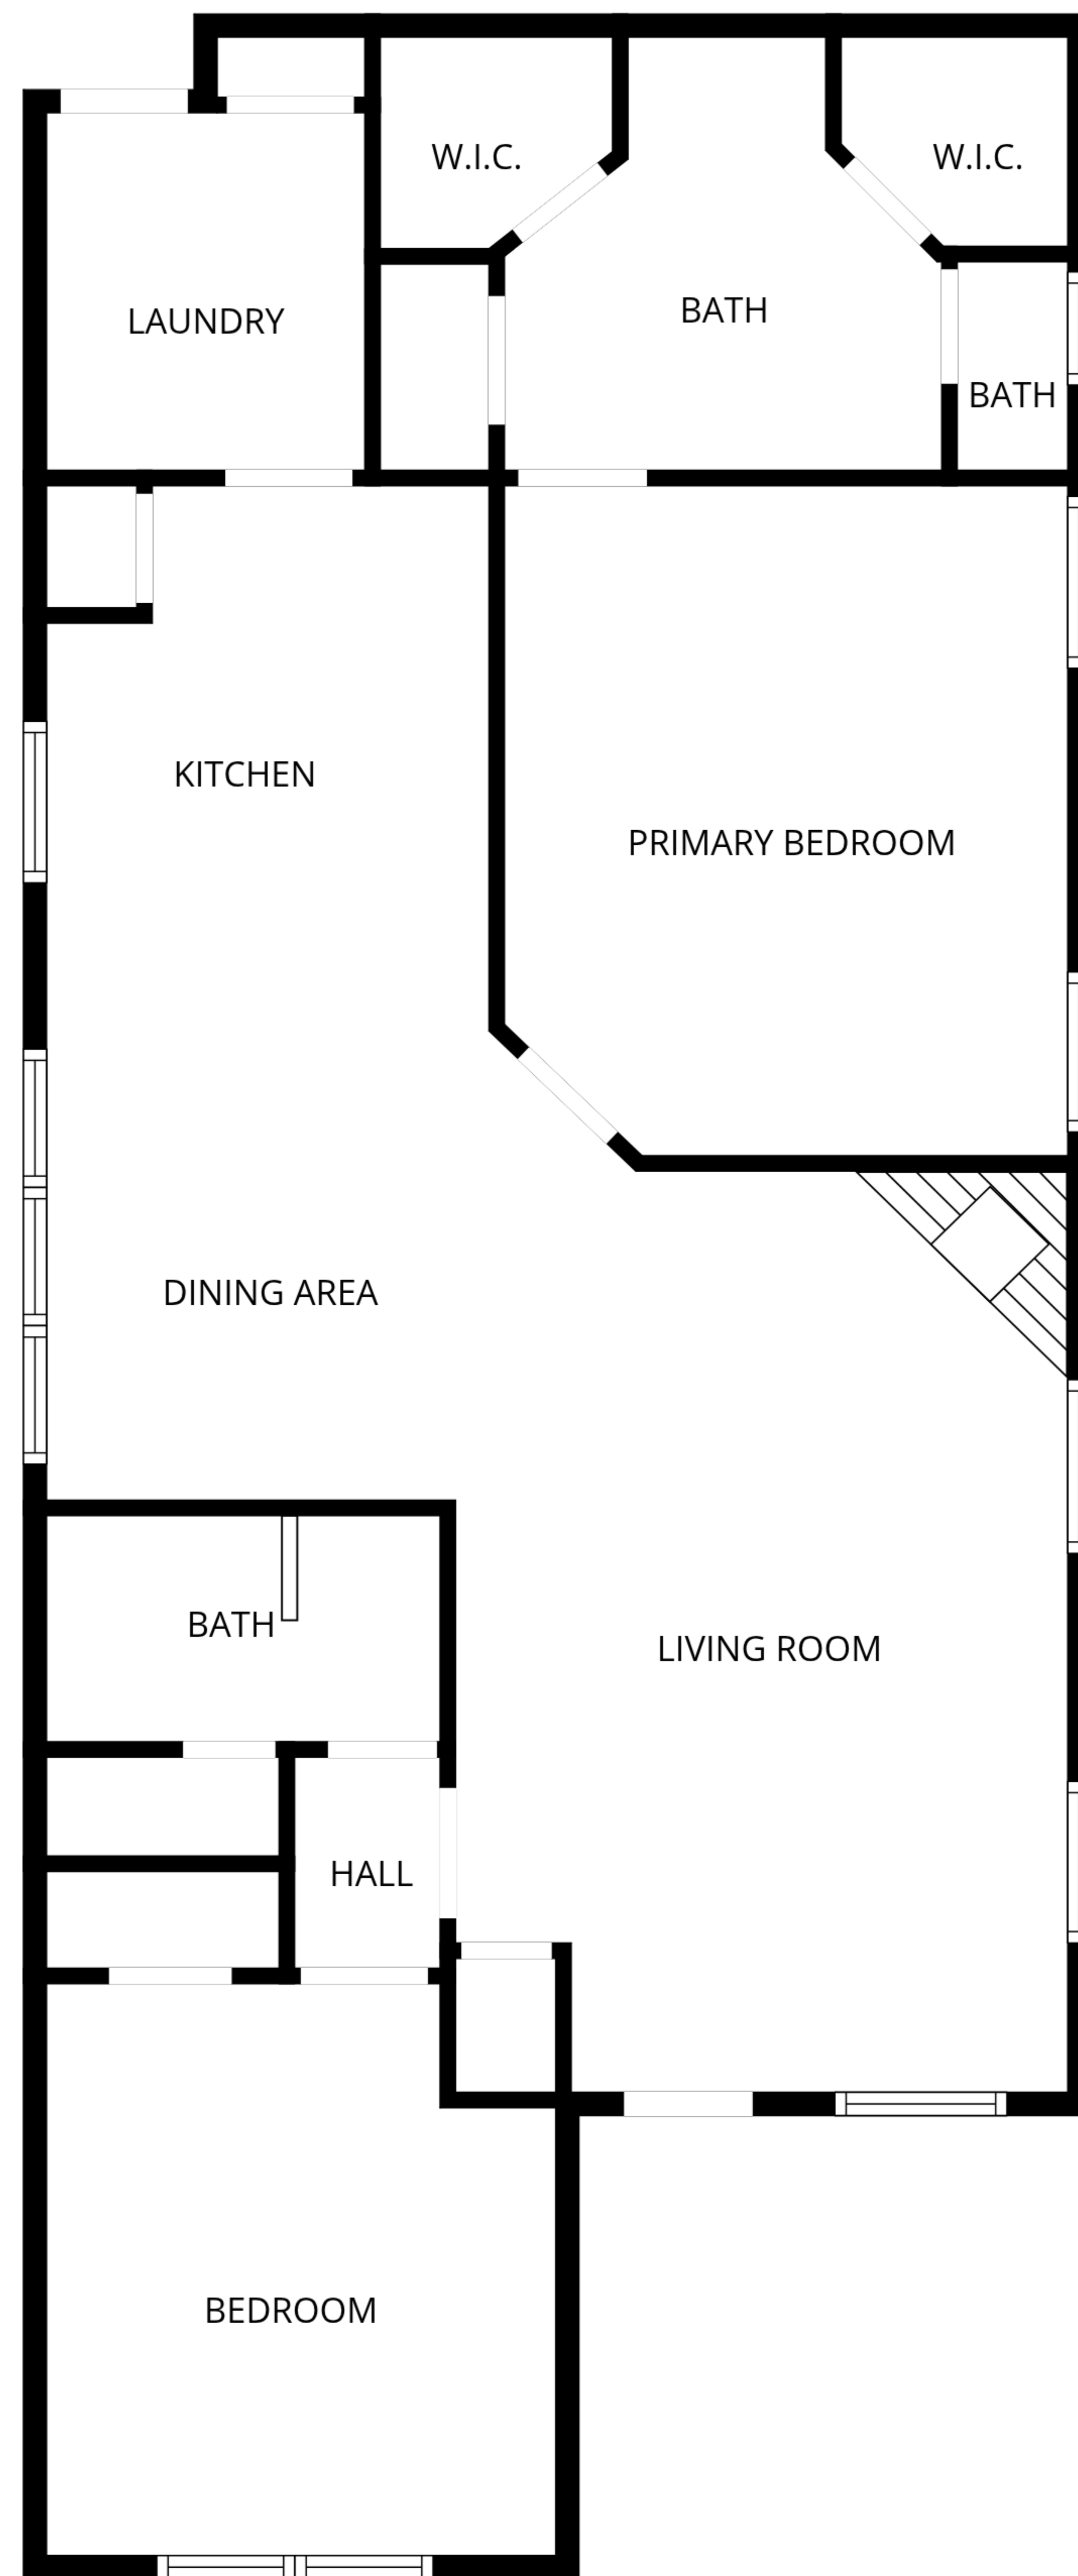 W.I.C.
W.I.C.
LAUNDRY
BATH
BATH
KITCHEN
PRIMARY BEDROOM
DINING AREA
BATH
LIVING ROOM
HALL
BEDROOM